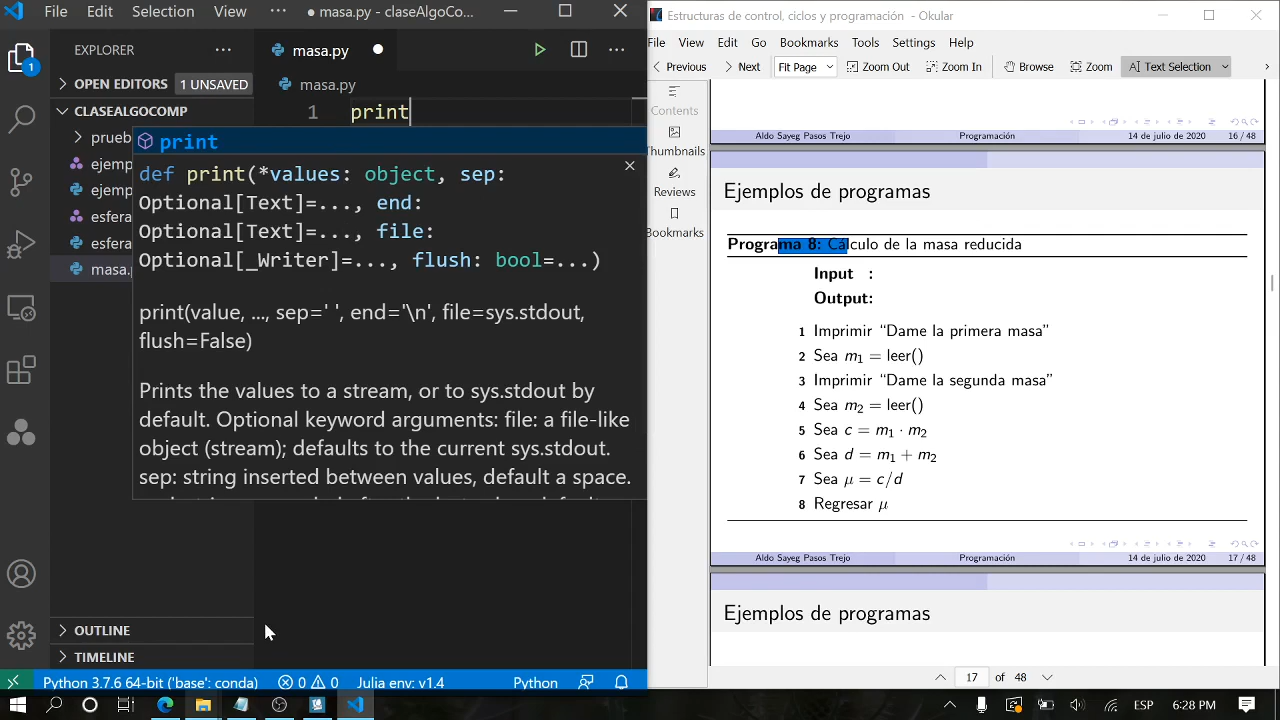 File Edit Selection View ··· ● masa.py - claseAlgoCo...
EXPLORER
masa.py
OPEN EDITORS 1 UNSAVED
masa.py
CLASEALGOCOMP
1 print
prueb
ejemp
ejemp
esfera
esfera
masa.p
print
def print(*values: object, sep:
Optional[Text]=..., end:
Optional[Text]=..., file:
Optional[_Writer]=..., flush: bool=...)
print(value, ..., sep=' ', end='\n', file=sys.stdout,
flush=False)
Prints the values to a stream, or to sys.stdout by
default. Optional keyword arguments: file: a file-like
object (stream); defaults to the current sys.stdout.
sep: string inserted between values, default a space.
OUTLINE
TIMELINE
1
Python 3.7.6 64-bit ('base': conda) 0 0 Julia env: v1.4 Python
Estructuras de control, ciclos y programación - Okular
File View Edit Go Bookmarks Tools Settings Help
Previous Next Fit Page Zoom Out Zoom In Browse Zoom Text Selection
Contents
Thumbnails
Reviews
Bookmarks
Aldo Sayeg Pasos Trejo Programación 14 de julio de 2020 16 / 48
Ejemplos de programas
Programa 8: Cálculo de la masa reducida
Input :
Output:
1 Imprimir “Dame la primera masa”
2 Sea m₁ = leer()
3 Imprimir “Dame la segunda masa”
4 Sea m₂ = leer()
5 Sea c = m₁ · m₂
6 Sea d = m₁ + m₂
7 Sea μ = c/d
8 Regresar μ
Aldo Sayeg Pasos Trejo Programación 14 de julio de 2020 17 / 48
Ejemplos de programas
17 of 48
ESP 6:28 PM